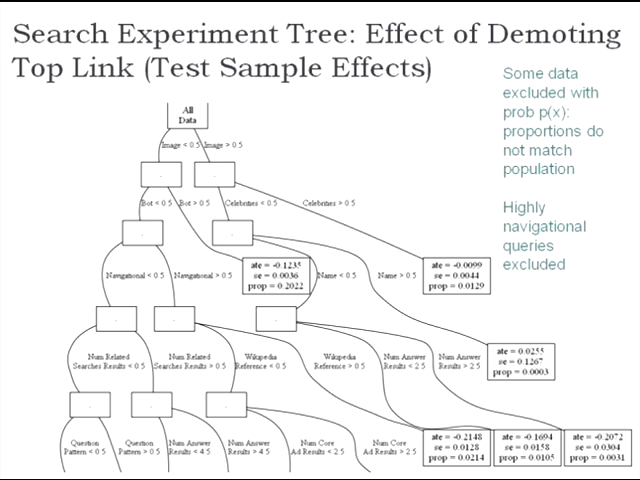 Search Experiment Tree: Effect of Demoting
Top Link (Test Sample Effects)
Some data
excluded with
prob p(x):
proportions do
not match
population
Highly
navigational
queries
excluded
All
Data
Image < 0.5 Image > 0.5
Bot < 0.5 Bot > 0.5 Celebrities < 0.5 Celebrities > 0.5
ate = -0.1235
se = 0.0036
prop = 0.2022
ate = -0.0099
se = 0.0044
prop = 0.0129
Navigational < 0.5 Navigational > 0.5 Name < 0.5 Name > 0.5
ate = 0.0255
se = 0.1267
prop = 0.0003
Num Related
Searches Results < 0.5
Num Related
Searches Results > 0.5
Wikipedia
Reference < 0.5
Wikipedia
Reference > 0.5
Num Answer
Results < 2.5
Num Answer
Results > 2.5
ate = -0.2148
se = 0.0128
prop = 0.0214
ate = -0.1694
se = 0.0158
prop = 0.0105
ate = -0.2072
se = 0.0304
prop = 0.0031
Question
Pattern < 0.5
Question
Pattern > 0.5
Num Answer
Results < 4.5
Num Answer
Results > 4.5
Num Core
Ad Results < 2.5
Num Core
Ad Results > 2.5